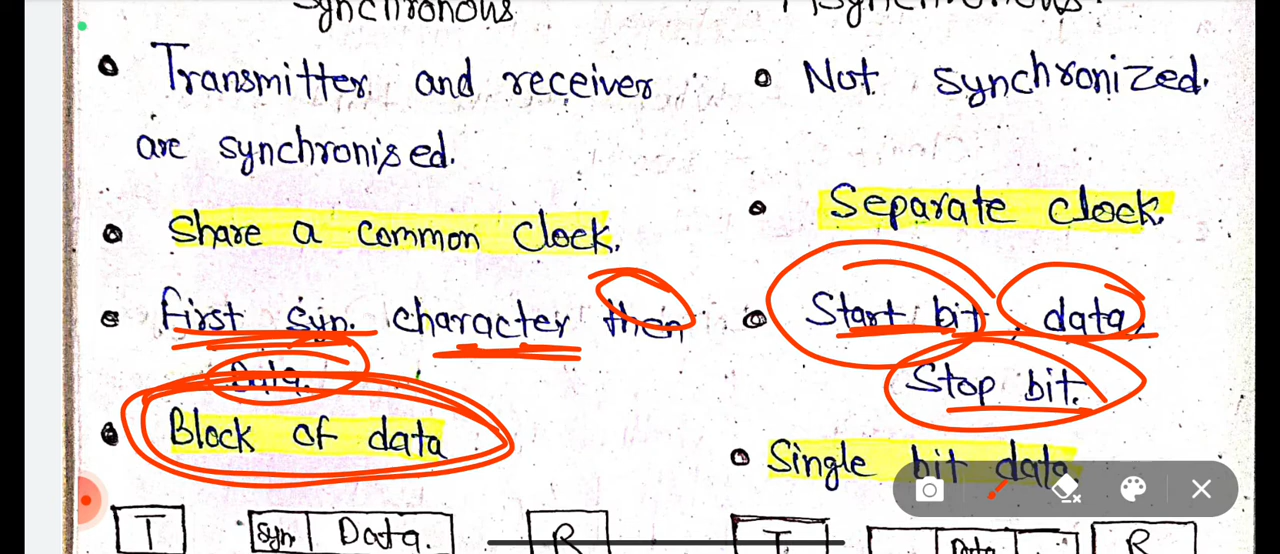 Synchronous
Asynchronous.
• Transmitter and receiver
are synchronised.
• Share a common clock.
• First syn. character then
Data.
• Block of data
T
Syn
Data.
R
• Not synchronized.
• Separate clock.
• Start bit, data,
Stop bit.
• Single bit data
T
Data
R